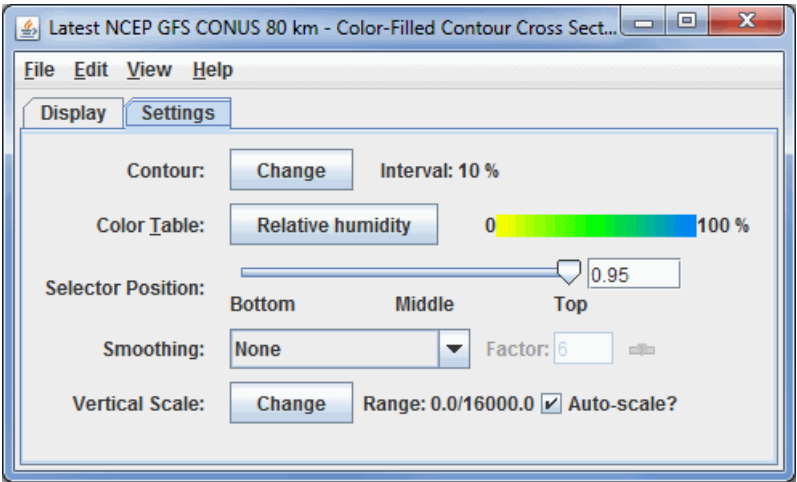 Latest NCEP GFS CONUS 80 km - Color-Filled Contour Cross Sect...
File Edit View Help
Display Settings
Contour: Change Interval: 10 %
Color Table: Relative humidity 0 100 %
Selector Position: 0.95
Bottom Middle Top
Smoothing: None Factor: 6
Vertical Scale: Change Range: 0.0/16000.0 Auto-scale?